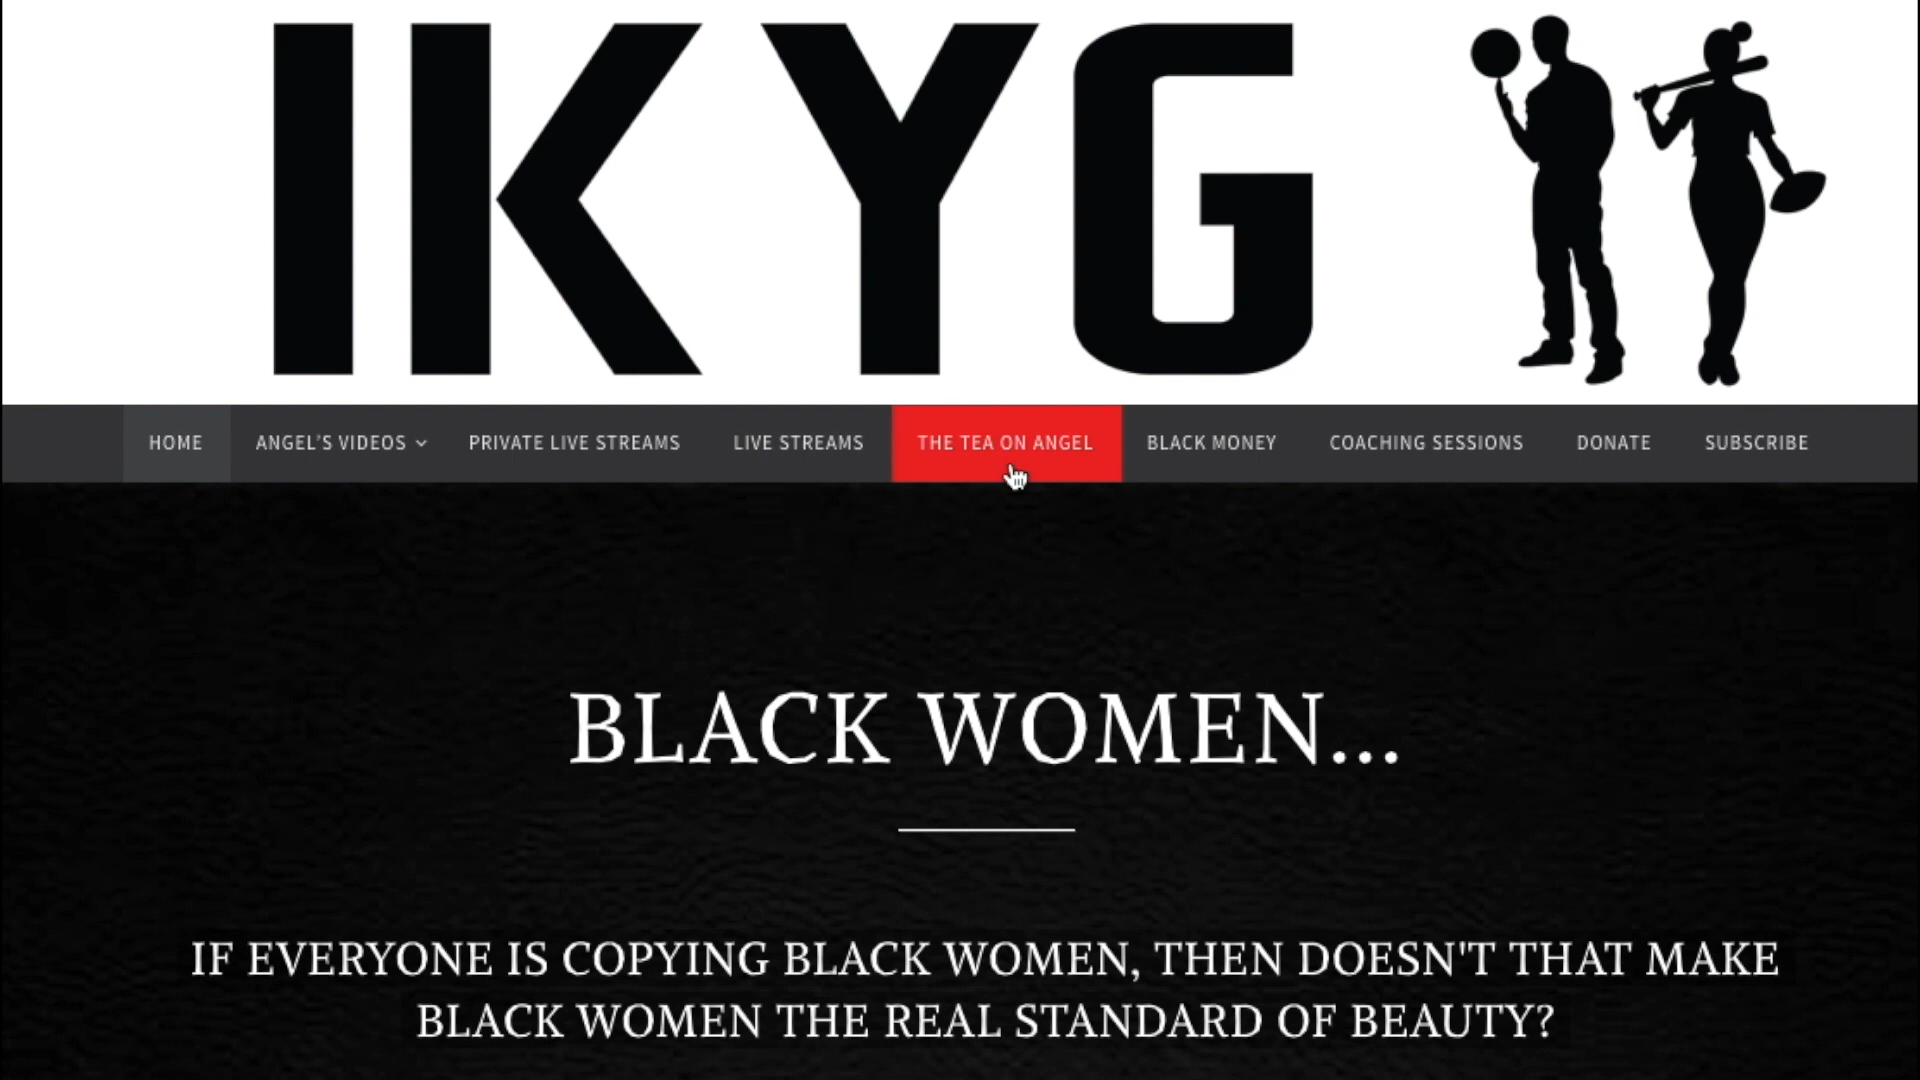 IKYG
HOME ANGEL'S VIDEOS PRIVATE LIVE STREAMS LIVE STREAMS THE TEA ON ANGEL BLACK MONEY COACHING SESSIONS DONATE SUBSCRIBE
BLACK WOMEN...
IF EVERYONE IS COPYING BLACK WOMEN, THEN DOESN'T THAT MAKE
BLACK WOMEN THE REAL STANDARD OF BEAUTY?